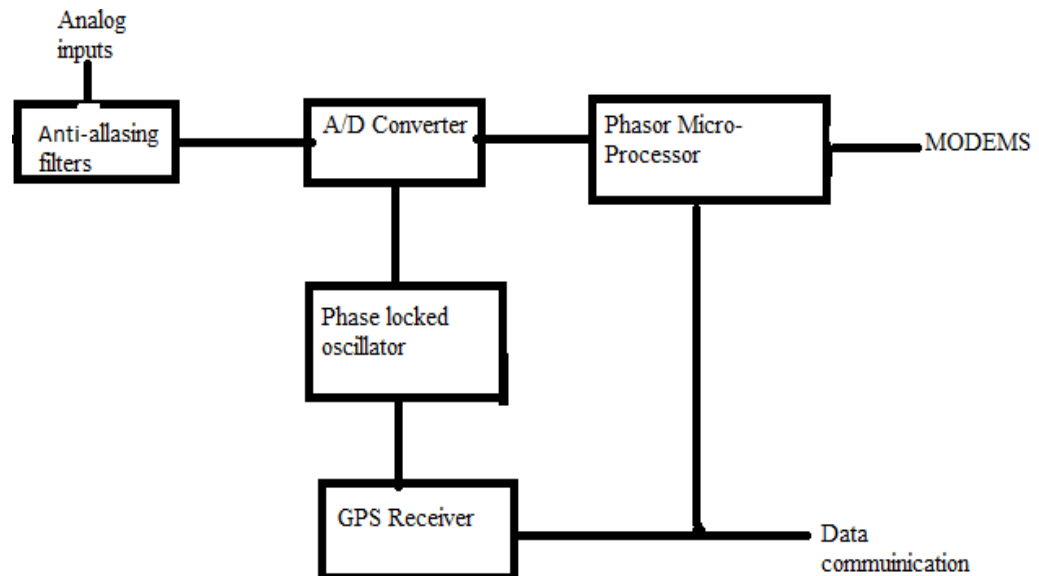 Analog
inputs
Anti-allasing
filters
A/D Converter
Phasor Micro-
Processor
MODEMS
Phase locked
oscillator
GPS Receiver
Data
commuinication